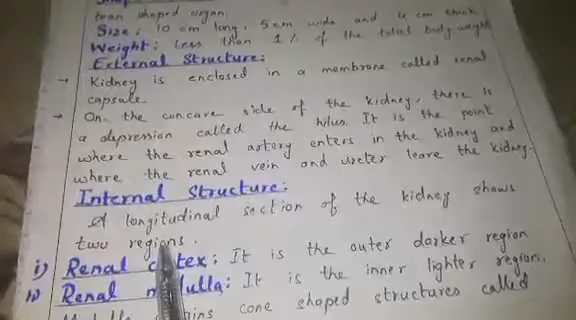 bean shaped organ.
Size: 10 cm long, 5 cm wide and 4 cm thick
Weight: Less than 1% of the total body weight
External Structure:
→ Kidney is enclosed in a membrane called renal
capsule.
→ On the concave side of the kidney, there is
a depression called the hilus. It is the point
where the renal artery enters in the kidney and
where the renal vein and ureter leave the kidney.
Internal Structure:
A longitudinal section of the kidney shows
two regions.
i) Renal cortex: It is the outer darker region
ii) Renal medulla: It is the inner lighter region.
cone shaped structures called